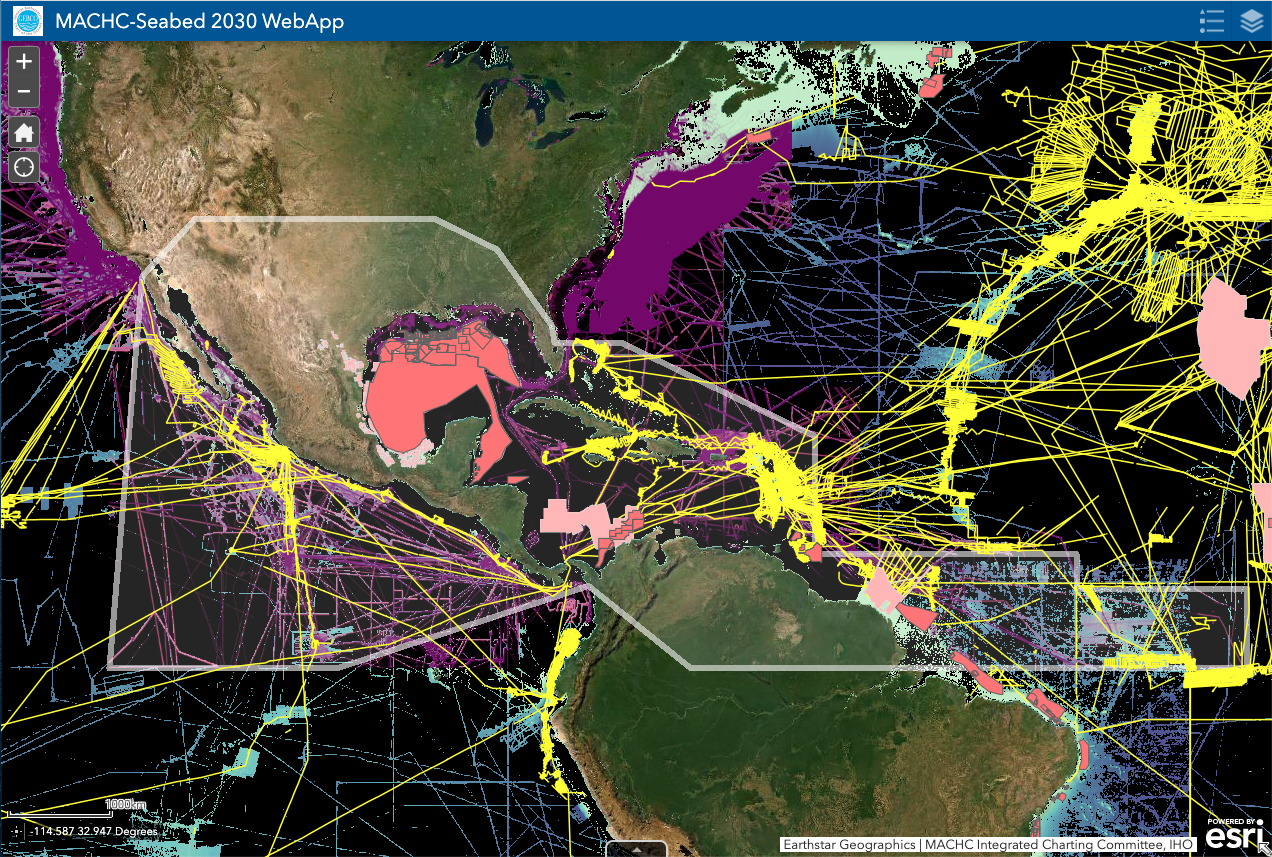 GEBCO
MACHC-Seabed 2030 WebApp
+
−
1000km
-114.587 32.947 Degrees
Earthstar Geographics | MACHC Integrated Charting Committee, IHO
POWERED BY
esri